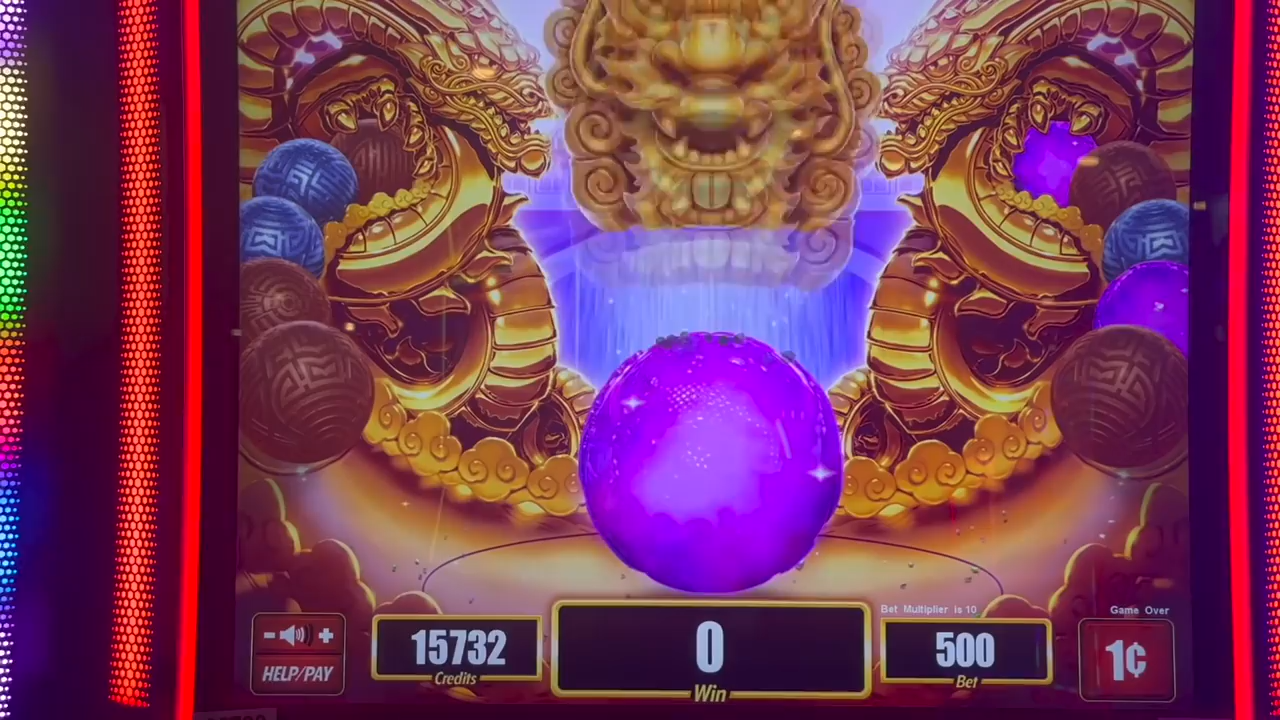 Bet Multiplier is 10
Game Over
- +
HELP/PAY
15732
Credits
0
Win
500
Bet
1¢